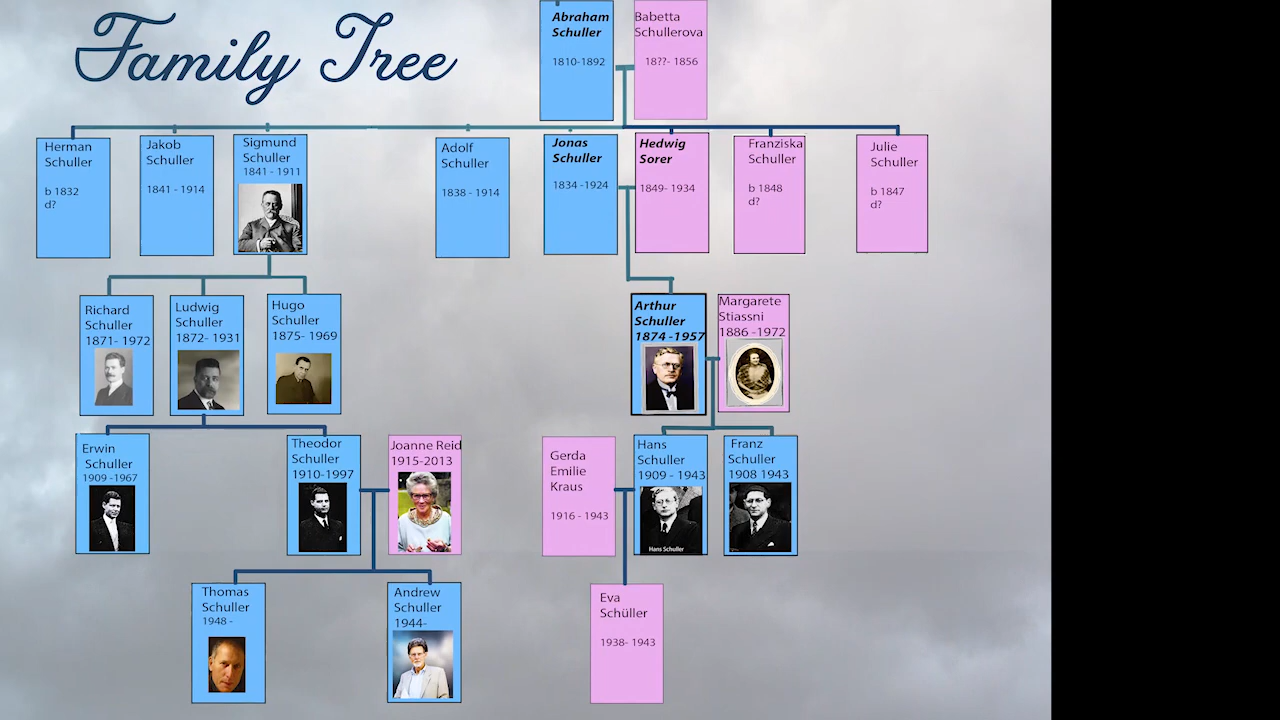 Family Tree
Abraham
Schuller
1810-1892
Babetta
Schullerova
18??- 1856
Herman
Schuller
b 1832
d?
Jakob
Schuller
1841 - 1914
Sigmund
Schuller
1841 - 1911
Adolf
Schuller
1838 - 1914
Jonas
Schuller
1834 -1924
Hedwig
Sorer
1849- 1934
Franziska
Schuller
b 1848
d?
Julie
Schuller
b 1847
d?
Richard
Schuller
1871- 1972
Ludwig
Schuller
1872- 1931
Hugo
Schuller
1875- 1969
Arthur
Schuller
1874 -1957
Margarete
Stiassni
1886 -1972
Erwin
Schuller
1909 -1967
Theodor
Schuller
1910-1997
Joanne Reid
1915-2013
Gerda
Emilie
Kraus
1916 - 1943
Hans
Schuller
1909 - 1943
Hans Schuller
Franz
Schuller
1908 1943
Thomas
Schuller
1948 -
Andrew
Schuller
1944-
Eva
Schüller
1938- 1943